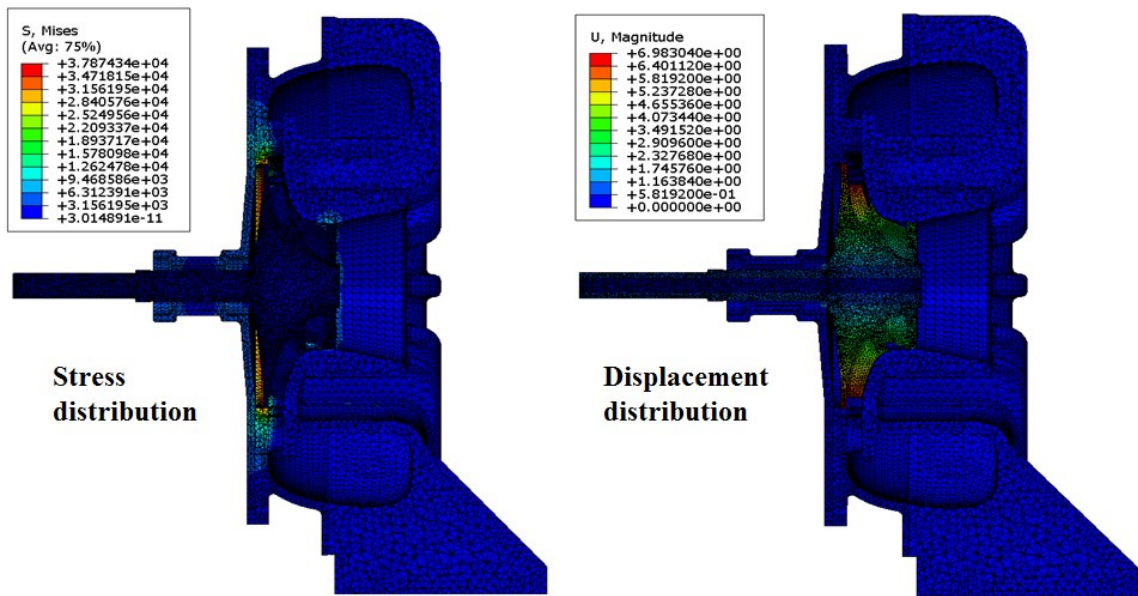 S, Mises
(Avg: 75%)
+3.787434e+04
+3.471815e+04
+3.156195e+04
+2.840576e+04
+2.524956e+04
+2.209337e+04
+1.893717e+04
+1.578098e+04
+1.262478e+04
+9.468586e+03
+6.312391e+03
+3.156195e+03
+3.014891e-11
Stress
distribution
U, Magnitude
+6.983040e+00
+6.401120e+00
+5.819200e+00
+5.237280e+00
+4.655360e+00
+4.073440e+00
+3.491520e+00
+2.909600e+00
+2.327680e+00
+1.745760e+00
+1.163840e+00
+5.819200e-01
+0.000000e+00
Displacement
distribution